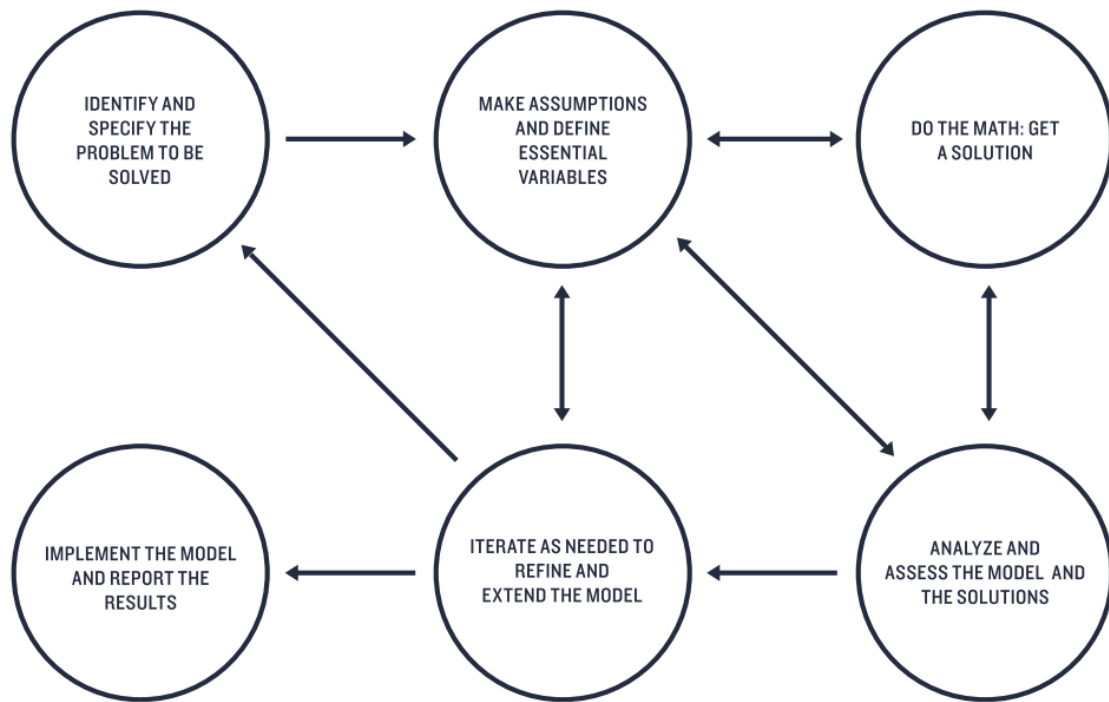 IDENTIFY AND
SPECIFY THE
PROBLEM TO BE
SOLVED
MAKE ASSUMPTIONS
AND DEFINE
ESSENTIAL
VARIABLES
DO THE MATH: GET
A SOLUTION
IMPLEMENT THE MODEL
AND REPORT THE
RESULTS
ITERATE AS NEEDED TO
REFINE AND
EXTEND THE MODEL
ANALYZE AND
ASSESS THE MODEL AND
THE SOLUTIONS